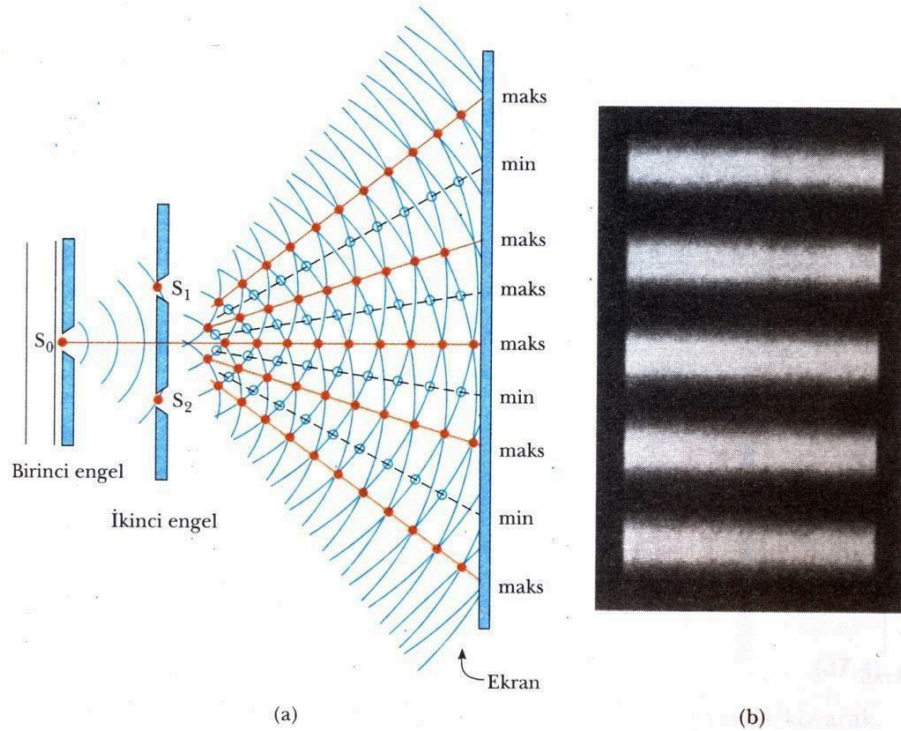 maks
min
maks
maks
maks
min
maks
min
maks
S0
S1
S2
Birinci engel
İkinci engel
Ekran
(a)
(b)